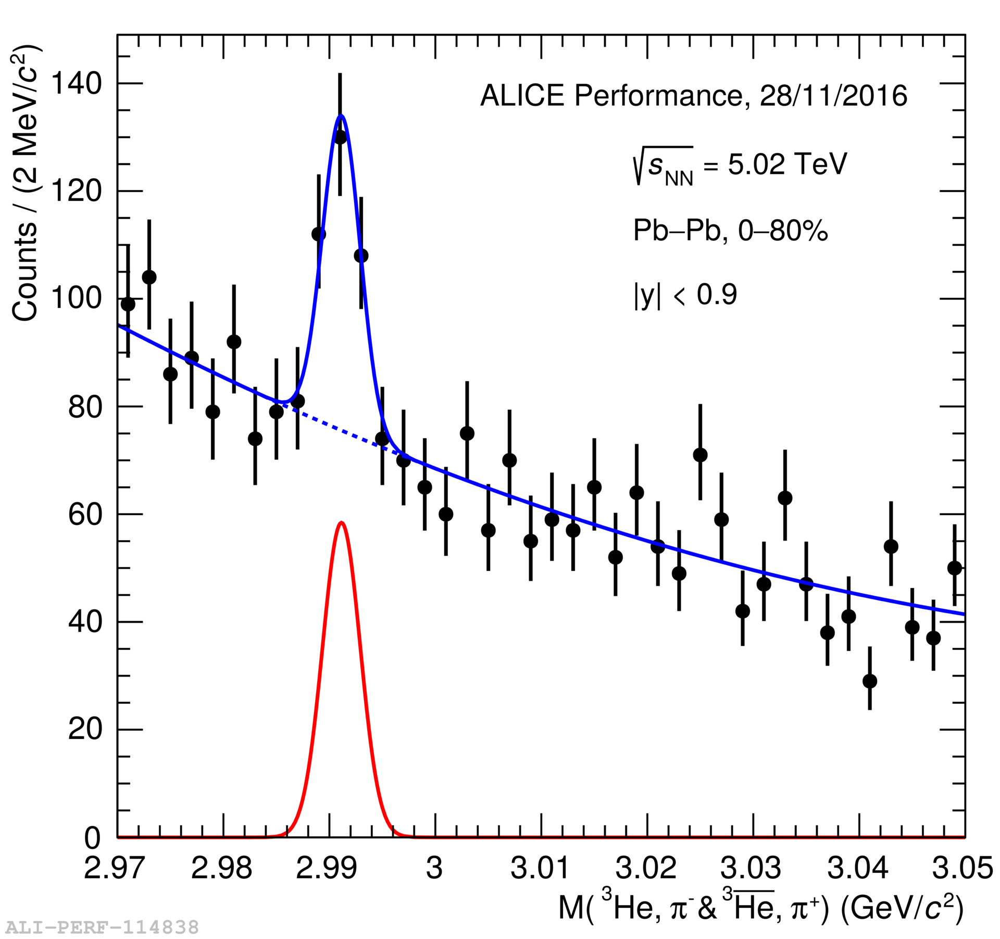 Counts / (2 MeV/c²)
140
120
100
80
60
40
20
0
ALICE Performance, 28/11/2016
√sNN = 5.02 TeV
Pb–Pb, 0–80%
|y| < 0.9
2.97 2.98 2.99 3 3.01 3.02 3.03 3.04 3.05
M( ³He, π⁻ & ³H̅e̅, π⁺) (GeV/c²)
ALI-PERF-114838